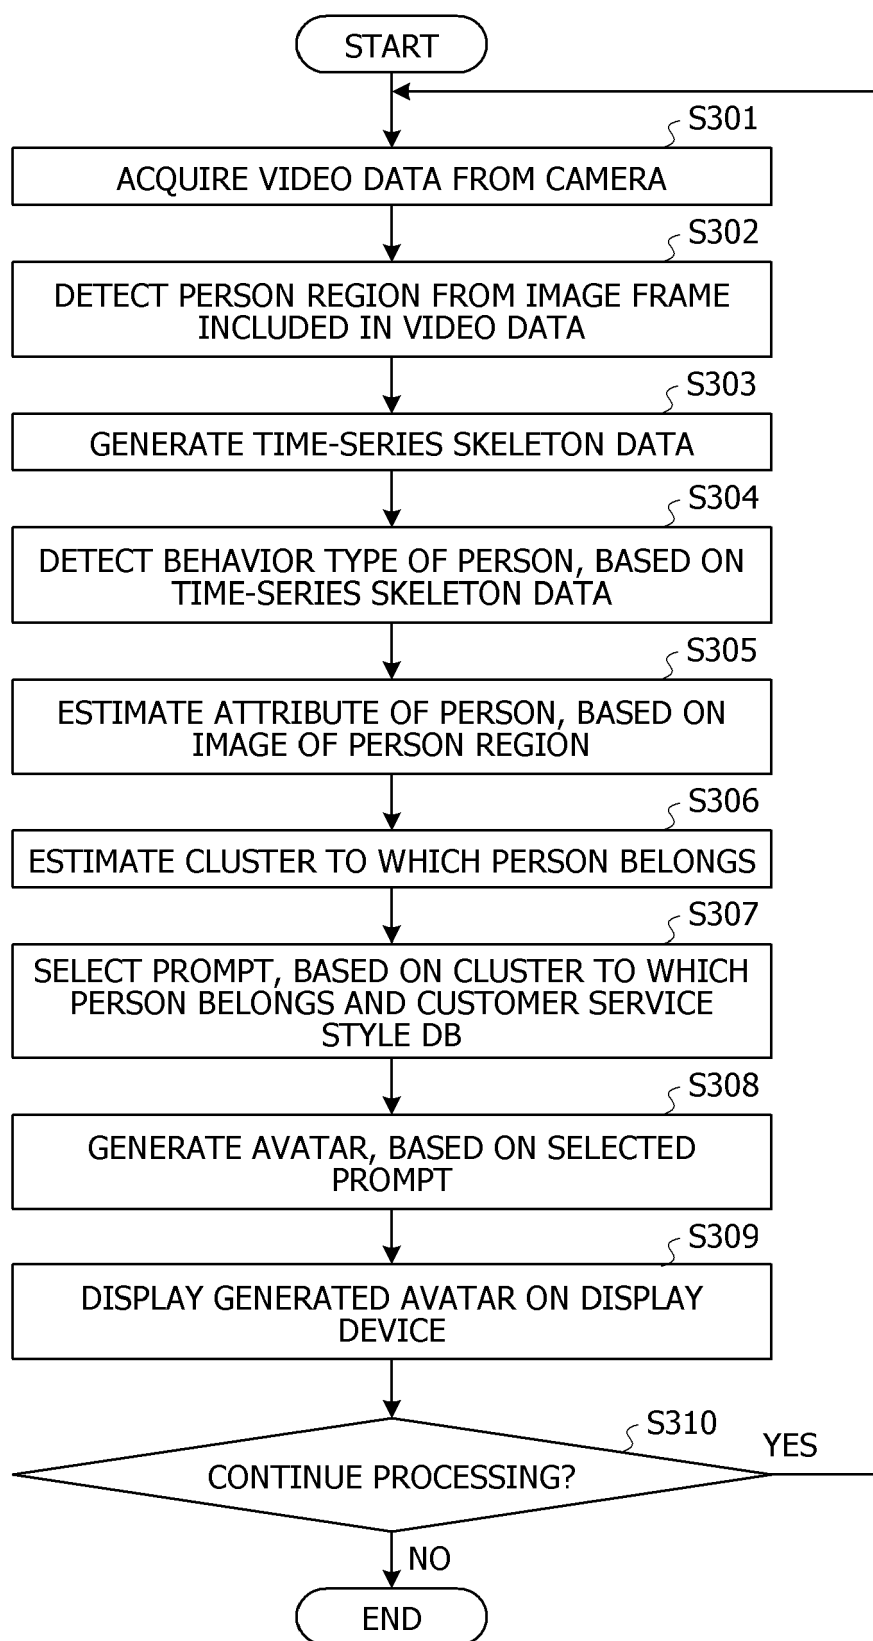 START
S301
ACQUIRE VIDEO DATA FROM CAMERA
S302
DETECT PERSON REGION FROM IMAGE FRAME
INCLUDED IN VIDEO DATA
S303
GENERATE TIME-SERIES SKELETON DATA
S304
DETECT BEHAVIOR TYPE OF PERSON, BASED ON
TIME-SERIES SKELETON DATA
S305
ESTIMATE ATTRIBUTE OF PERSON, BASED ON
IMAGE OF PERSON REGION
S306
ESTIMATE CLUSTER TO WHICH PERSON BELONGS
S307
SELECT PROMPT, BASED ON CLUSTER TO WHICH
PERSON BELONGS AND CUSTOMER SERVICE
STYLE DB
S308
GENERATE AVATAR, BASED ON SELECTED
PROMPT
S309
DISPLAY GENERATED AVATAR ON DISPLAY
DEVICE
S310
YES
CONTINUE PROCESSING?
NO
END